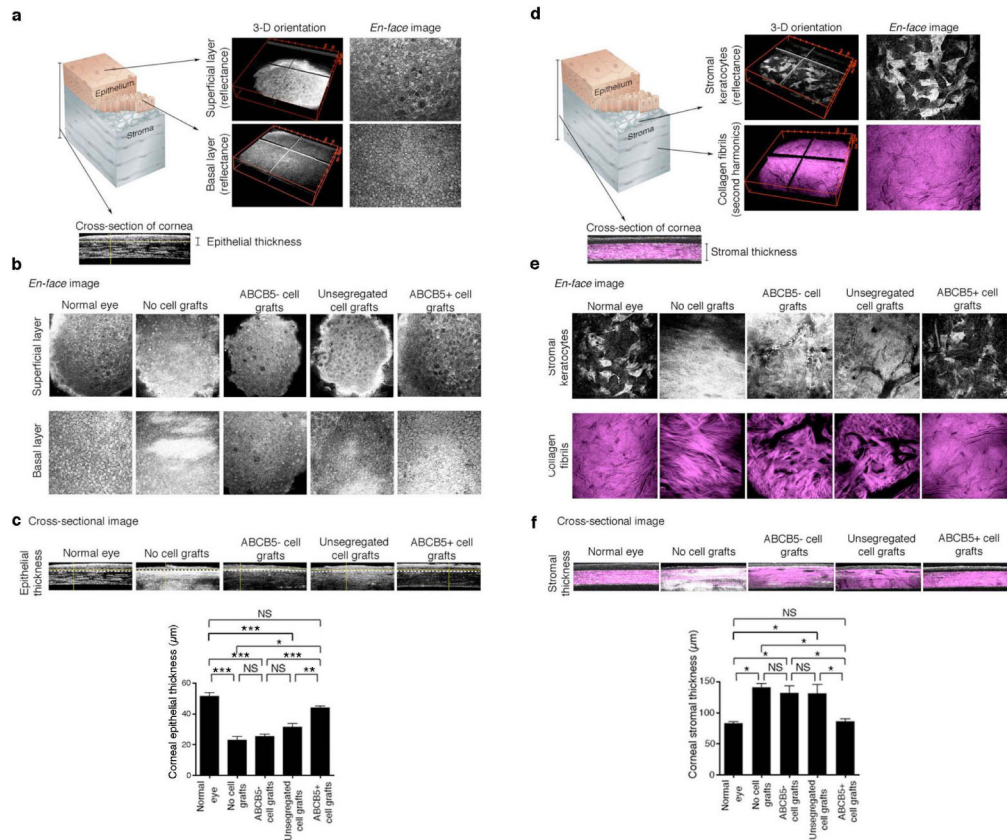 a
3-D orientation
En-face image
Epithelium
Stroma
Superficial layer
(reflectance)
Basal layer
(reflectance)
Cross-section of cornea
Epithelial thickness
b
En-face image
Normal eye
No cell grafts
ABCB5- cell
grafts
Unsegregated
cell grafts
ABCB5+ cell
grafts
Superficial layer
Basal layer
c
Cross-sectional image
Normal eye
No cell grafts
ABCB5- cell
grafts
Unsegregated
cell grafts
ABCB5+ cell
grafts
Epithelial
thickness
NS
***
*
*** ***
*** NS NS **
Corneal epithelial thickness (µm)
60
40
20
0
Normal
eye
No cell
grafts
ABCB5-
cell grafts
Unsegregated
cell grafts
ABCB5+
cell grafts
d
3-D orientation
En-face image
Epithelium
Stroma
Stromal
keratocytes
(reflectance)
Collagen fibrils
(second harmonics)
Cross-section of cornea
Stromal thickness
e
En-face image
Normal eye
No cell grafts
ABCB5- cell
grafts
Unsegregated
cell grafts
ABCB5+ cell
grafts
Stromal
keratocytes
Collagen
fibrils
f
Cross-sectional image
Normal eye
No cell grafts
ABCB5- cell
grafts
Unsegregated
cell grafts
ABCB5+ cell
grafts
Stromal
thickness
NS
*
*
* *
* NS NS *
Corneal stromal thickness (µm)
150
100
50
0
Normal
eye
No cell
grafts
ABCB5-
cell grafts
Unsegregated
cell grafts
ABCB5+
cell grafts